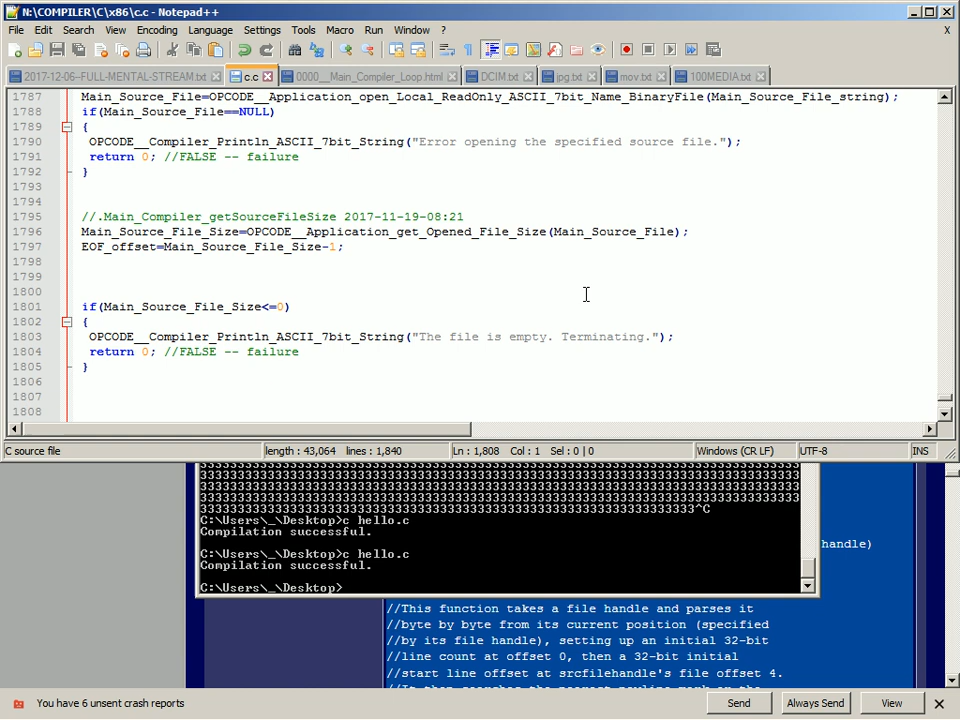 N:\COMPILER\C\x86\c.c - Notepad++
File Edit Search View Encoding Language Settings Tools Macro Run Window ? X
2017-12-06--FULL-MENTAL-STREAM.txt c.c 0000__Main_Compiler_Loop.html DCIM.txt jpg.txt mov.txt 100MEDIA.txt
1787 Main_Source_File=OPCODE__Application_open_Local_ReadOnly_ASCII_7bit_Name_BinaryFile(Main_Source_File_string);
1788 if(Main_Source_File==NULL)
1789 {
1790 OPCODE__Compiler_Println_ASCII_7bit_String("Error opening the specified source file.");
1791 return 0; //FALSE -- failure
1792 }
1793
1794
1795 //.Main_Compiler_getSourceFileSize 2017-11-19-08:21
1796 Main_Source_File_Size=OPCODE__Application_get_Opened_File_Size(Main_Source_File);
1797 EOF_offset=Main_Source_File_Size-1;
1798
1799
1800
1801 if(Main_Source_File_Size<=0)
1802 {
1803 OPCODE__Compiler_Println_ASCII_7bit_String("The file is empty. Terminating.");
1804 return 0; //FALSE -- failure
1805 }
1806
1807
1808
C source file length : 43,064 lines : 1,840 Ln : 1,808 Col : 1 Sel : 0 | 0 Windows (CR LF) UTF-8 INS
C:\Users\_\Desktop>c hello.c
Compilation successful.
C:\Users\_\Desktop>c hello.c
Compilation successful.
C:\Users\_\Desktop>
handle)
//This function takes a file handle and parses it
//byte by byte from its current position (specified
//by its file handle), setting up an initial 32-bit
//line count at offset 0, then a 32-bit initial
//start line offset at srcfilehandle's file offset 4.
You have 6 unsent crash reports Send Always Send View